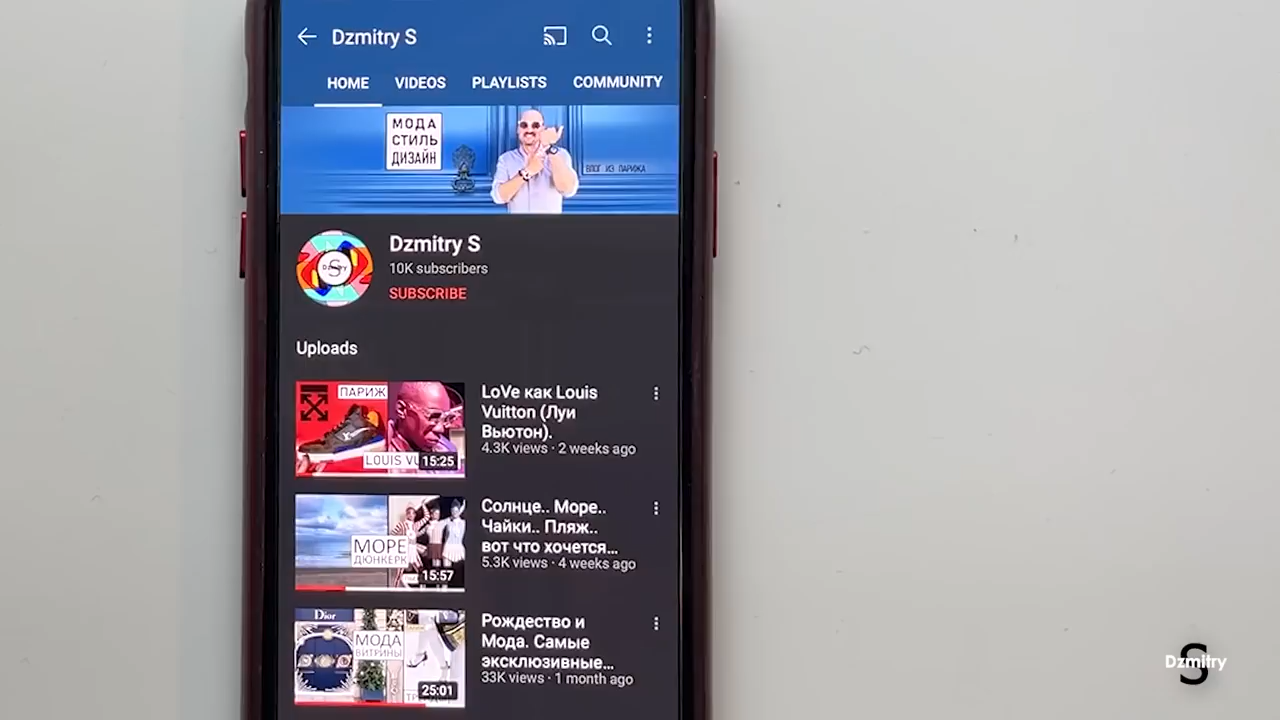 Dzmitry S
HOME VIDEOS PLAYLISTS COMMUNITY
МОДА
СТИЛЬ
ДИЗАЙН
ВЛОГ ИЗ ПАРИЖА
Dzmitry S
10K subscribers
SUBSCRIBE
Uploads
ПАРИЖ
LOUIS VU
15:25
LoVe как Louis
Vuitton (Луи
Вьютон).
4.3K views · 2 weeks ago
МОРЕ
ДЮНКЕРК
15:57
Солнце.. Море..
Чайки.. Пляж..
вот что хочется...
5.3K views · 4 weeks ago
Dior
МОДА
ВИТРИНЫ
25:01
Рождество и
Мода. Самые
эксклюзивные...
33K views · 1 month ago
Dzmitry
S